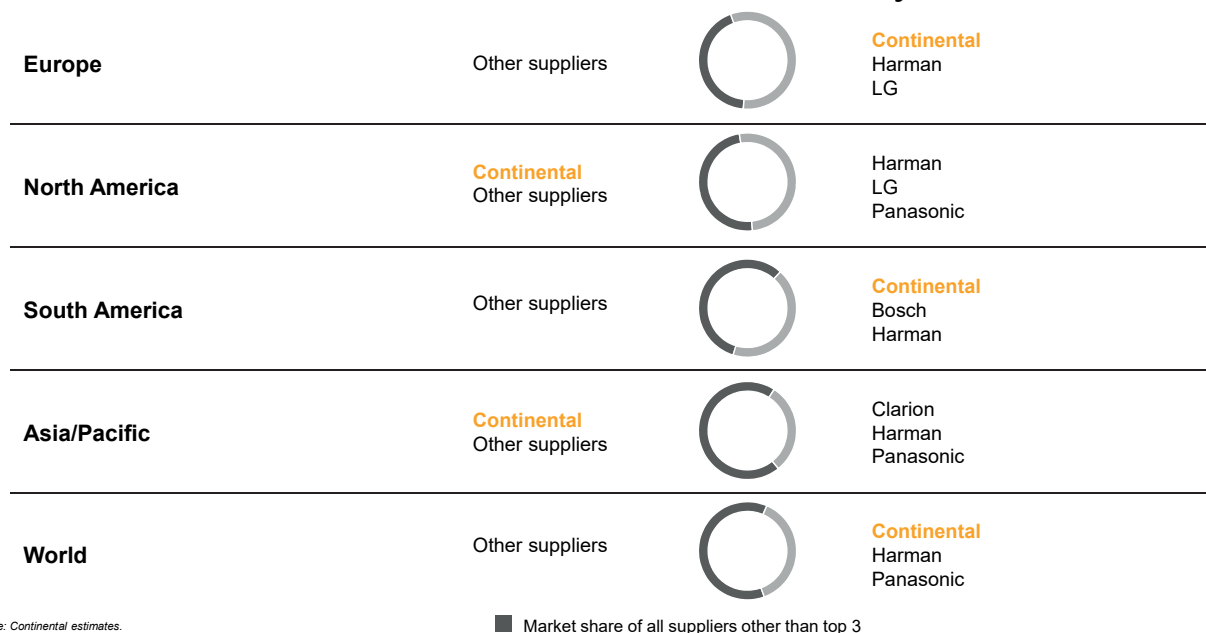 Europe
Other suppliers
Continental
Harman
LG
North America
Continental
Other suppliers
Harman
LG
Panasonic
South America
Other suppliers
Continental
Bosch
Harman
Asia/Pacific
Continental
Other suppliers
Clarion
Harman
Panasonic
World
Other suppliers
Continental
Harman
Panasonic
e: Continental estimates.
Market share of all suppliers other than top 3